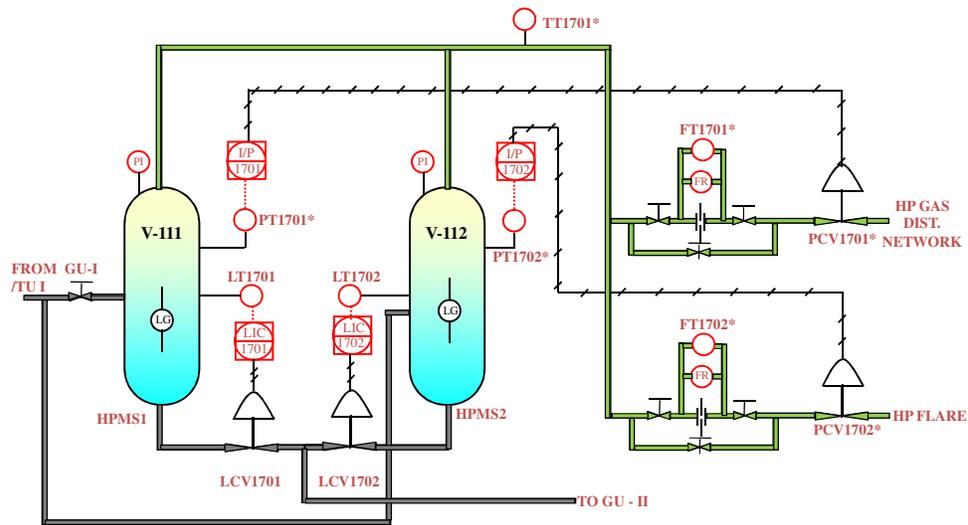 TT1701*
FT1701*
I/P
1701
I/P
1702
PI
PI
FR
HP GAS
DIST.
NETWORK
PT1701*
V-111
V-112
PCV1701*
PT1702*
FROM GU-I
/TU I
LT1701
LT1702
LG
LG
LIC
1701
LIC
1702
FT1702*
FR
HPMS1
HPMS2
HP FLARE
PCV1702*
LCV1701
LCV1702
TO GU - II